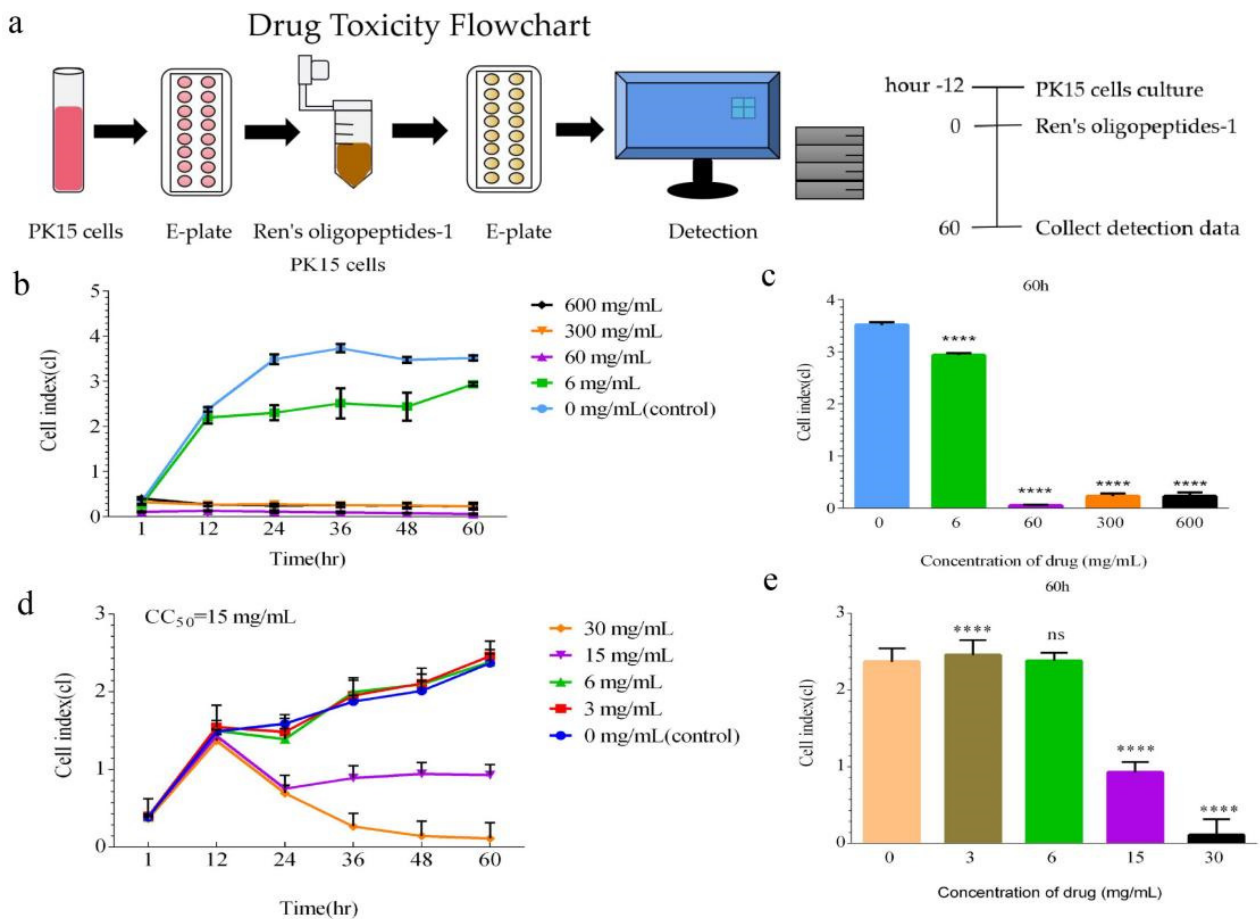 a
Drug Toxicity Flowchart
PK15 cells
E-plate
Ren's oligopeptides-1
PK15 cells
E-plate
Detection
hour -12
PK15 cells culture
0
Ren's oligopeptides-1
60
Collect detection data
b
Cell index(cl)
5
4
3
2
1
0
1 12 24 36 48 60
Time(hr)
600 mg/mL
300 mg/mL
60 mg/mL
6 mg/mL
0 mg/mL(control)
c
60h
Cell index(cl)
4
3
2
1
0
**** **** **** ****
0 6 60 300 600
Concentration of drug (mg/mL)
d
CC50=15 mg/mL
Cell index(cl)
3
2
1
0
1 12 24 36 48 60
Time(hr)
30 mg/mL
15 mg/mL
6 mg/mL
3 mg/mL
0 mg/mL(control)
e
60h
Cell index(cl)
3
2
1
0
**** ns **** ****
0 3 6 15 30
Concentration of drug (mg/mL)